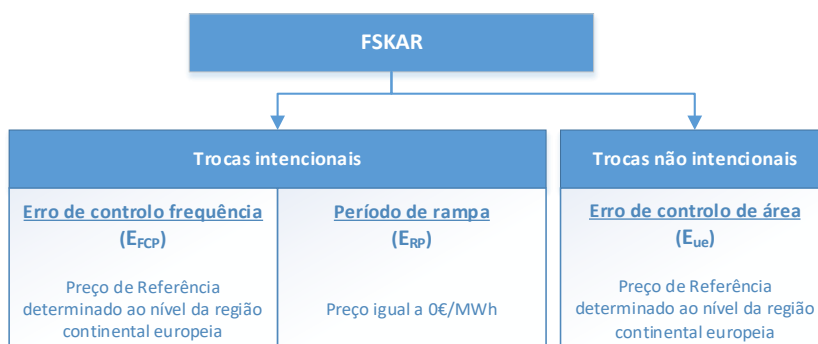 FSKAR
Trocas intencionais
Trocas não intencionais
Erro de controlo frequência
(EFCP)
Preço de Referência
determinado ao nível da região
continental europeia
Período de rampa
(ERP)
Preço igual a 0€/MWh
Erro de controlo de área
(Eue)
Preço de Referência
determinado ao nível da região
continental europeia